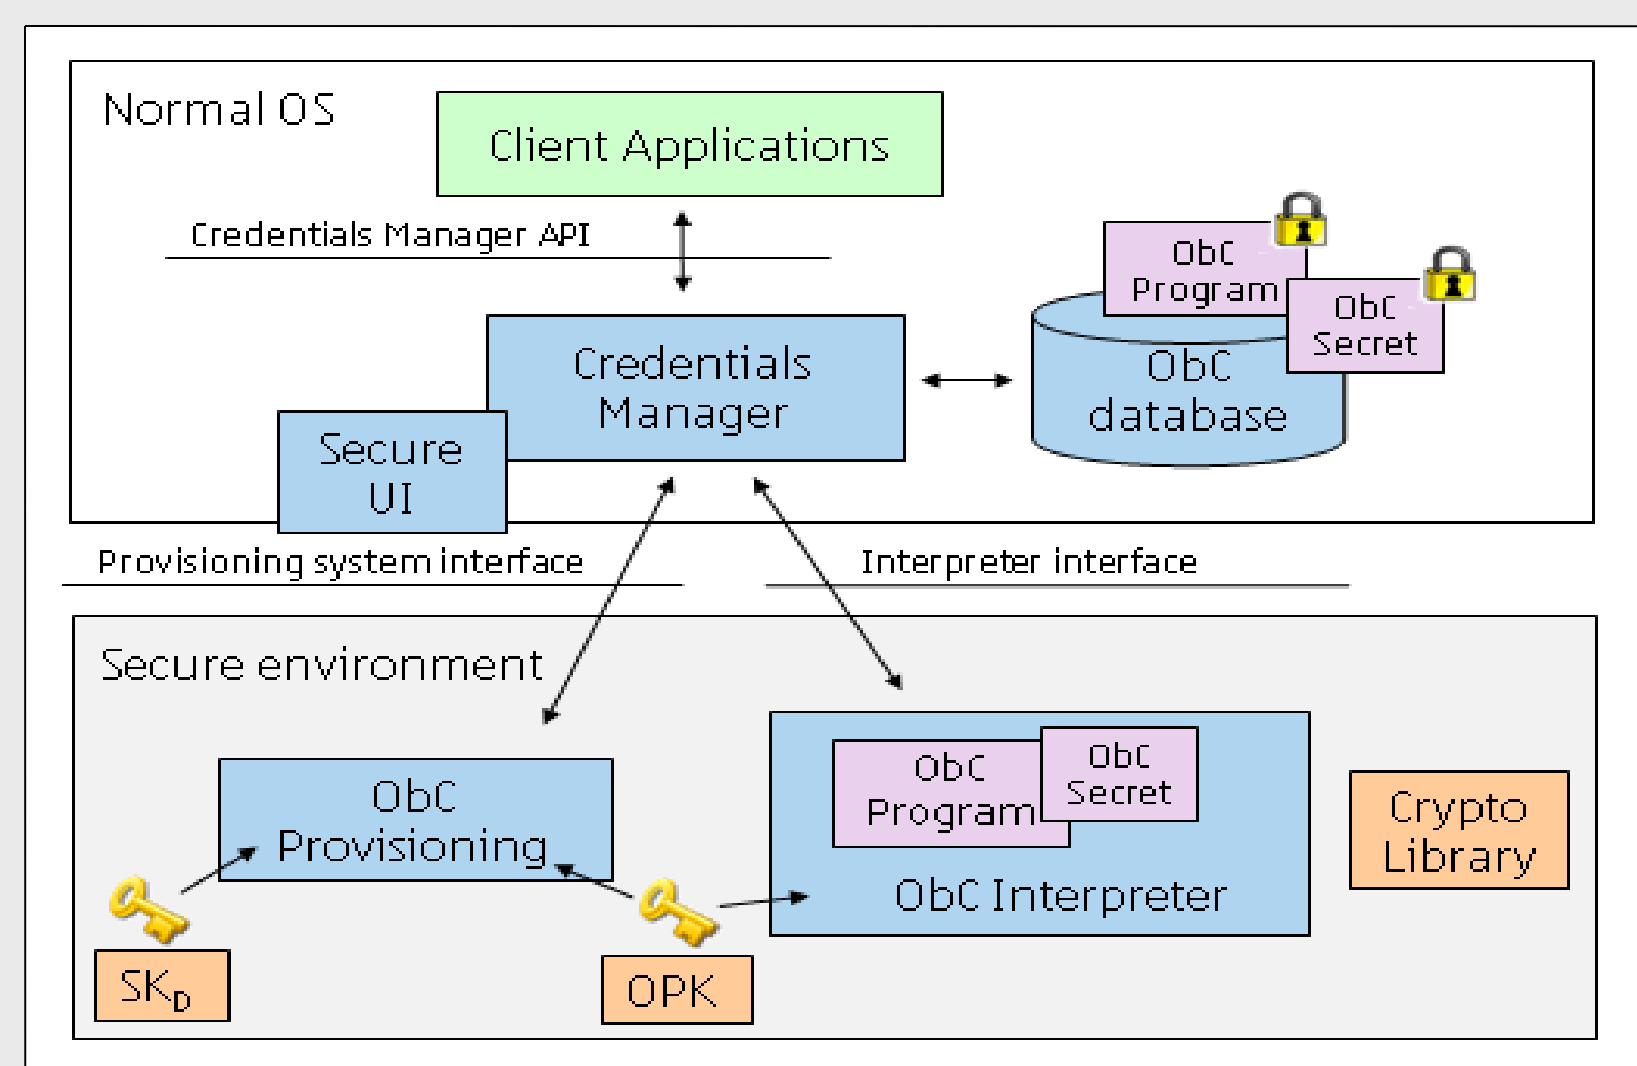 Normal OS
Client Applications
Credentials Manager API
ObC
Program
ObC
Secret
Credentials
Manager
ObC
database
Secure
UI
Provisioning system interface
Interpreter interface
Secure environment
ObC
Provisioning
ObC
Program
ObC
Secret
ObC Interpreter
Crypto
Library
SK_D
OPK